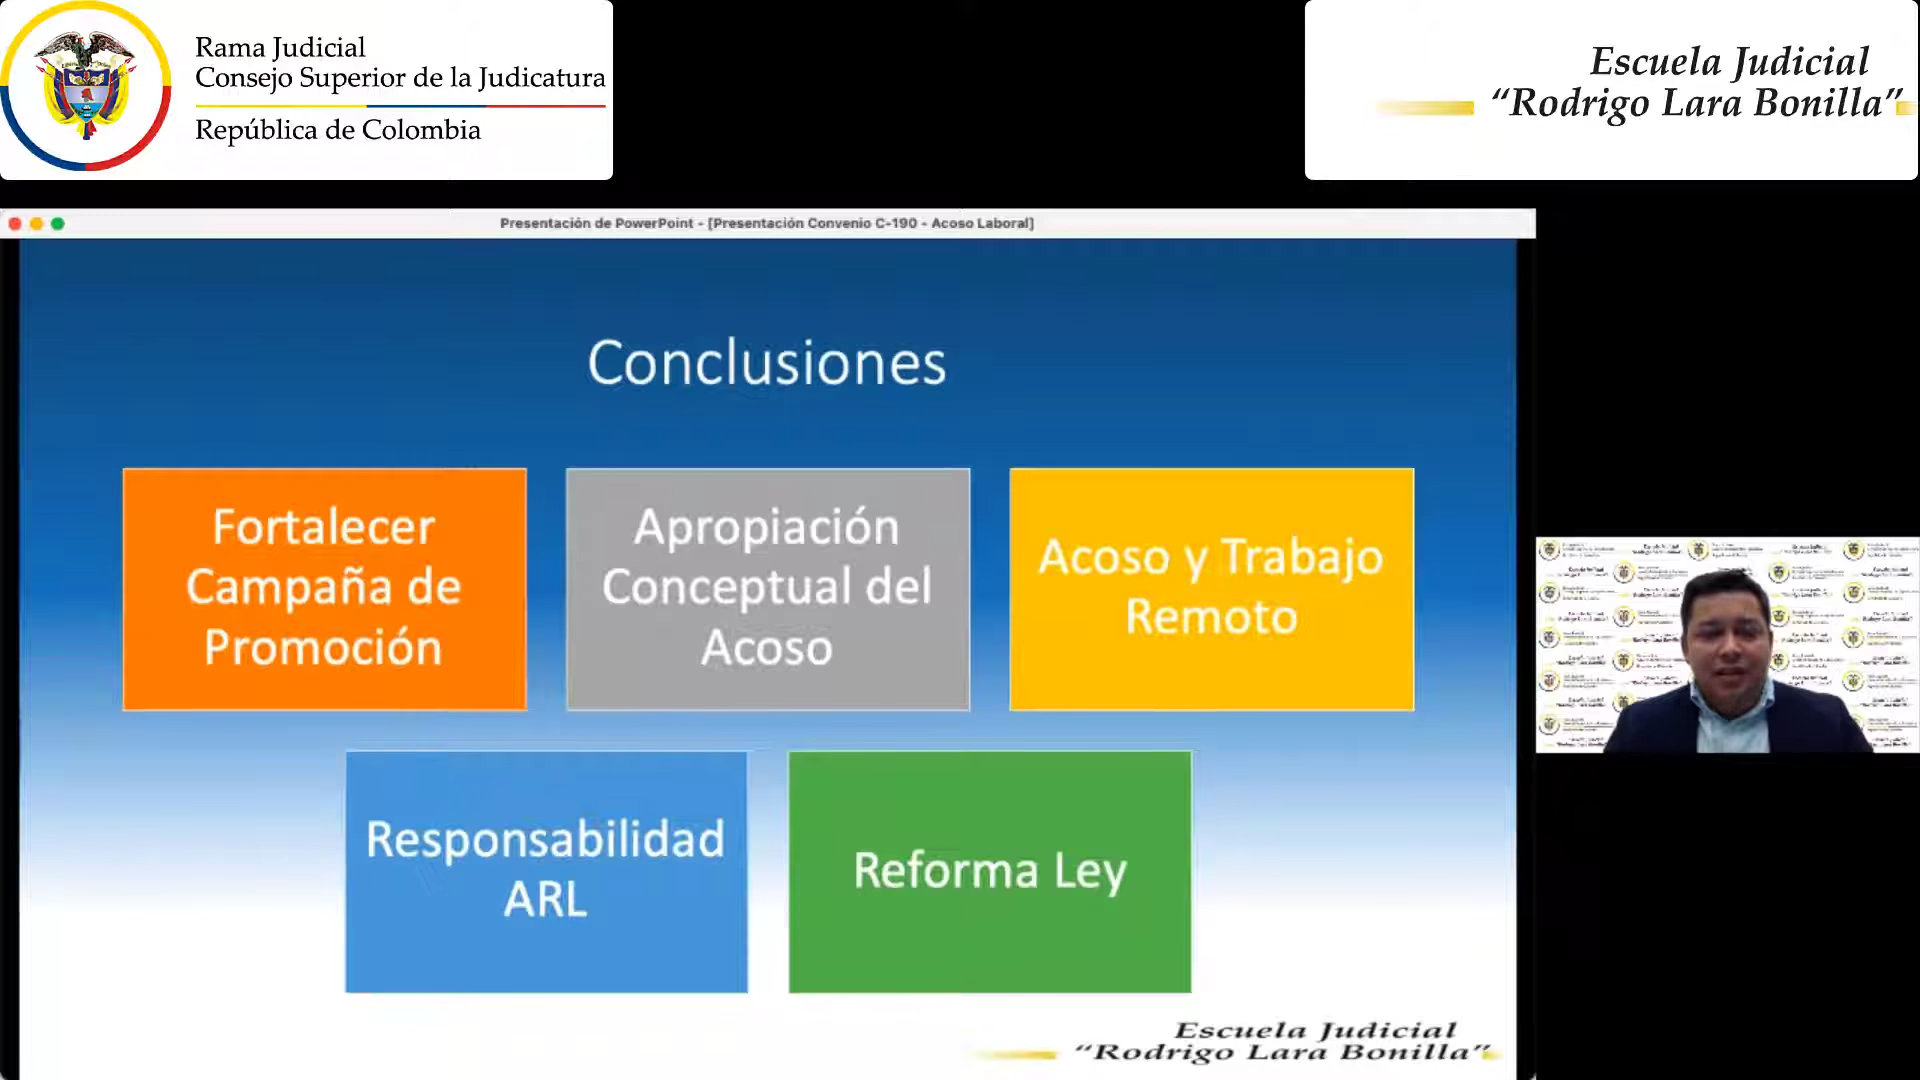 Rama Judicial
Consejo Superior de la Judicatura
República de Colombia
Escuela Judicial
“Rodrigo Lara Bonilla”
Presentación de PowerPoint - [Presentación Convenio C-190 - Acoso Laboral]
Conclusiones
Fortalecer
Campaña de
Promoción
Apropiación
Conceptual del
Acoso
Acoso y Trabajo
Remoto
Responsabilidad
ARL
Reforma Ley
Escuela Judicial
“Rodrigo Lara Bonilla”